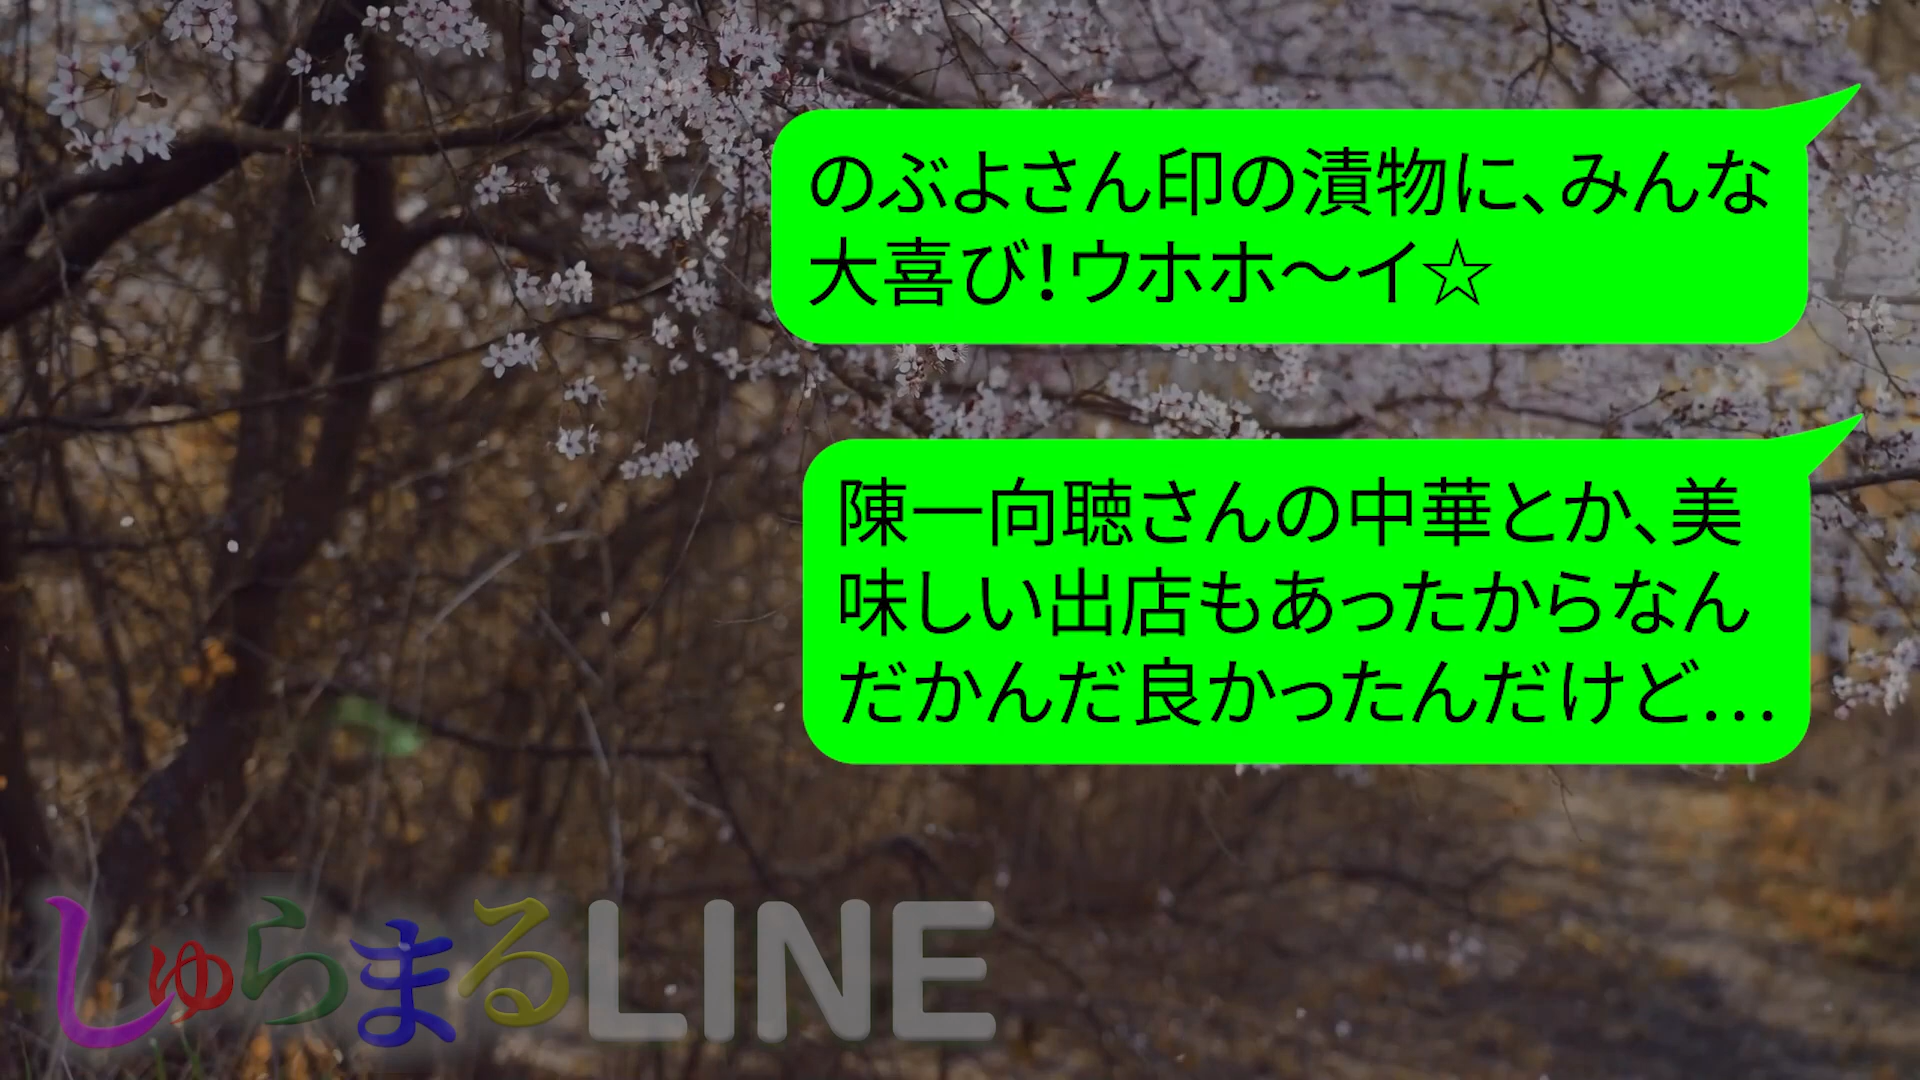 のぶよさん印の漬物に、みんな
大喜び!ウホホ～イ☆
陳一向聴さんの中華とか、美
味しい出店もあったからなん
だかんだ良かったんだけど…
しゅらまるLINE